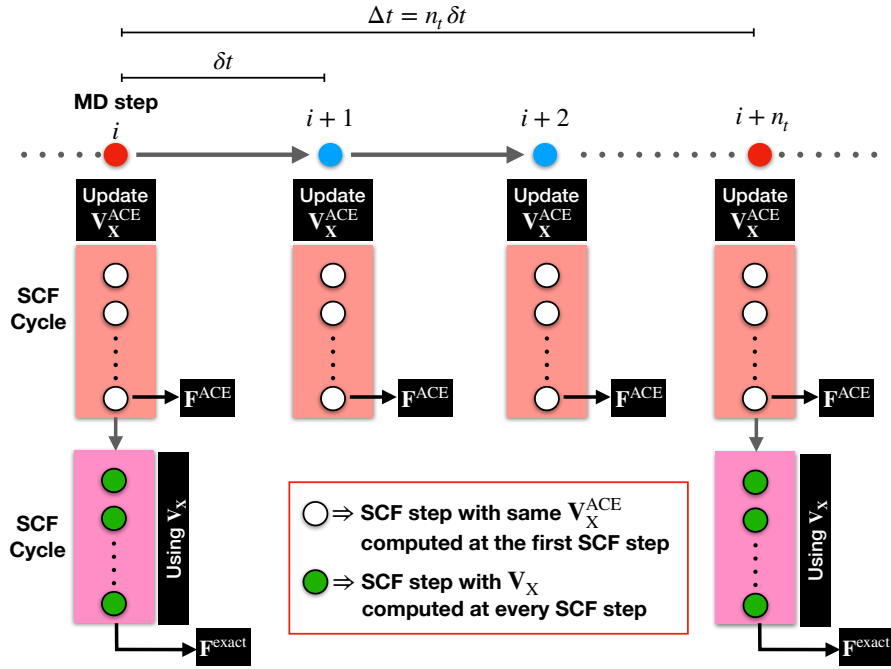 Δt = n_t δt
δt
MD step
i
i + 1
i + 2
i + n_t
Update
V_X^ACE
Update
V_X^ACE
Update
V_X^ACE
Update
V_X^ACE
SCF
Cycle
F^ACE
F^ACE
F^ACE
F^ACE
SCF
Cycle
Using V_X
Using V_X
⇒ SCF step with same V_X^ACE
computed at the first SCF step
⇒ SCF step with V_X
computed at every SCF step
F^exact
F^exact